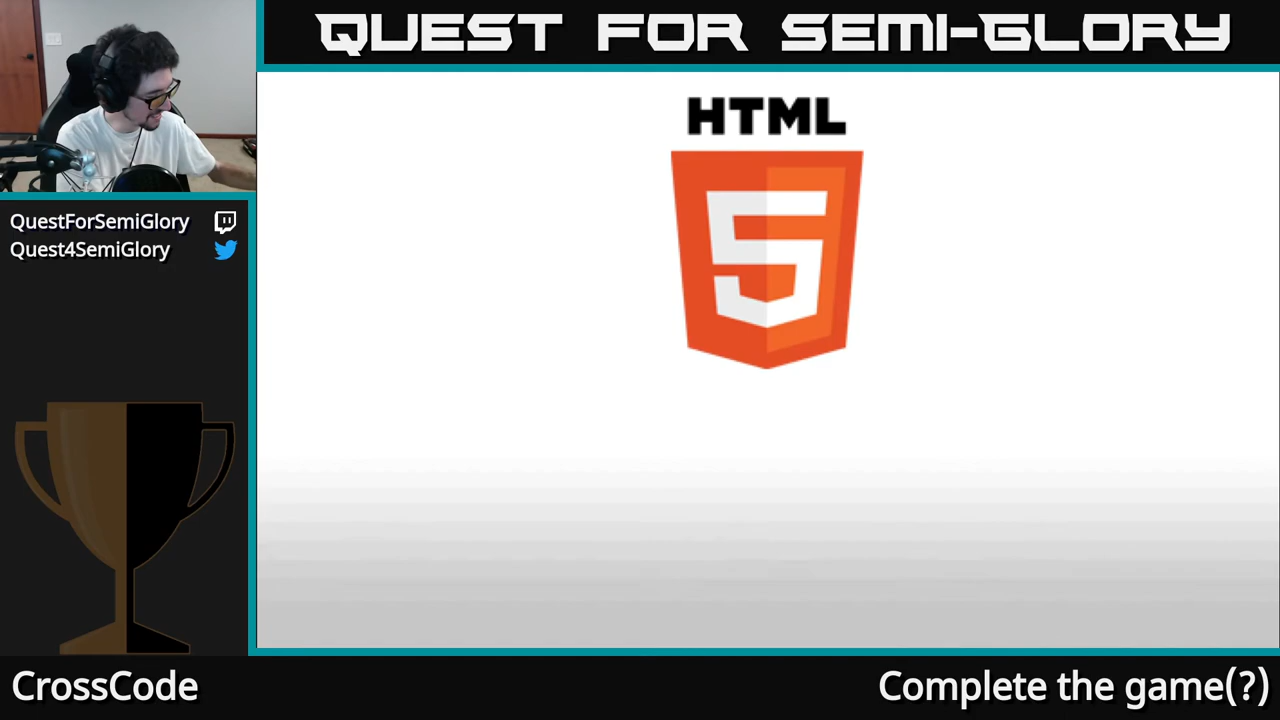 QUEST FOR SEMI-GLORY
HTML
5
QuestForSemiGlory
Quest4SemiGlory
CrossCode
Complete the game(?)